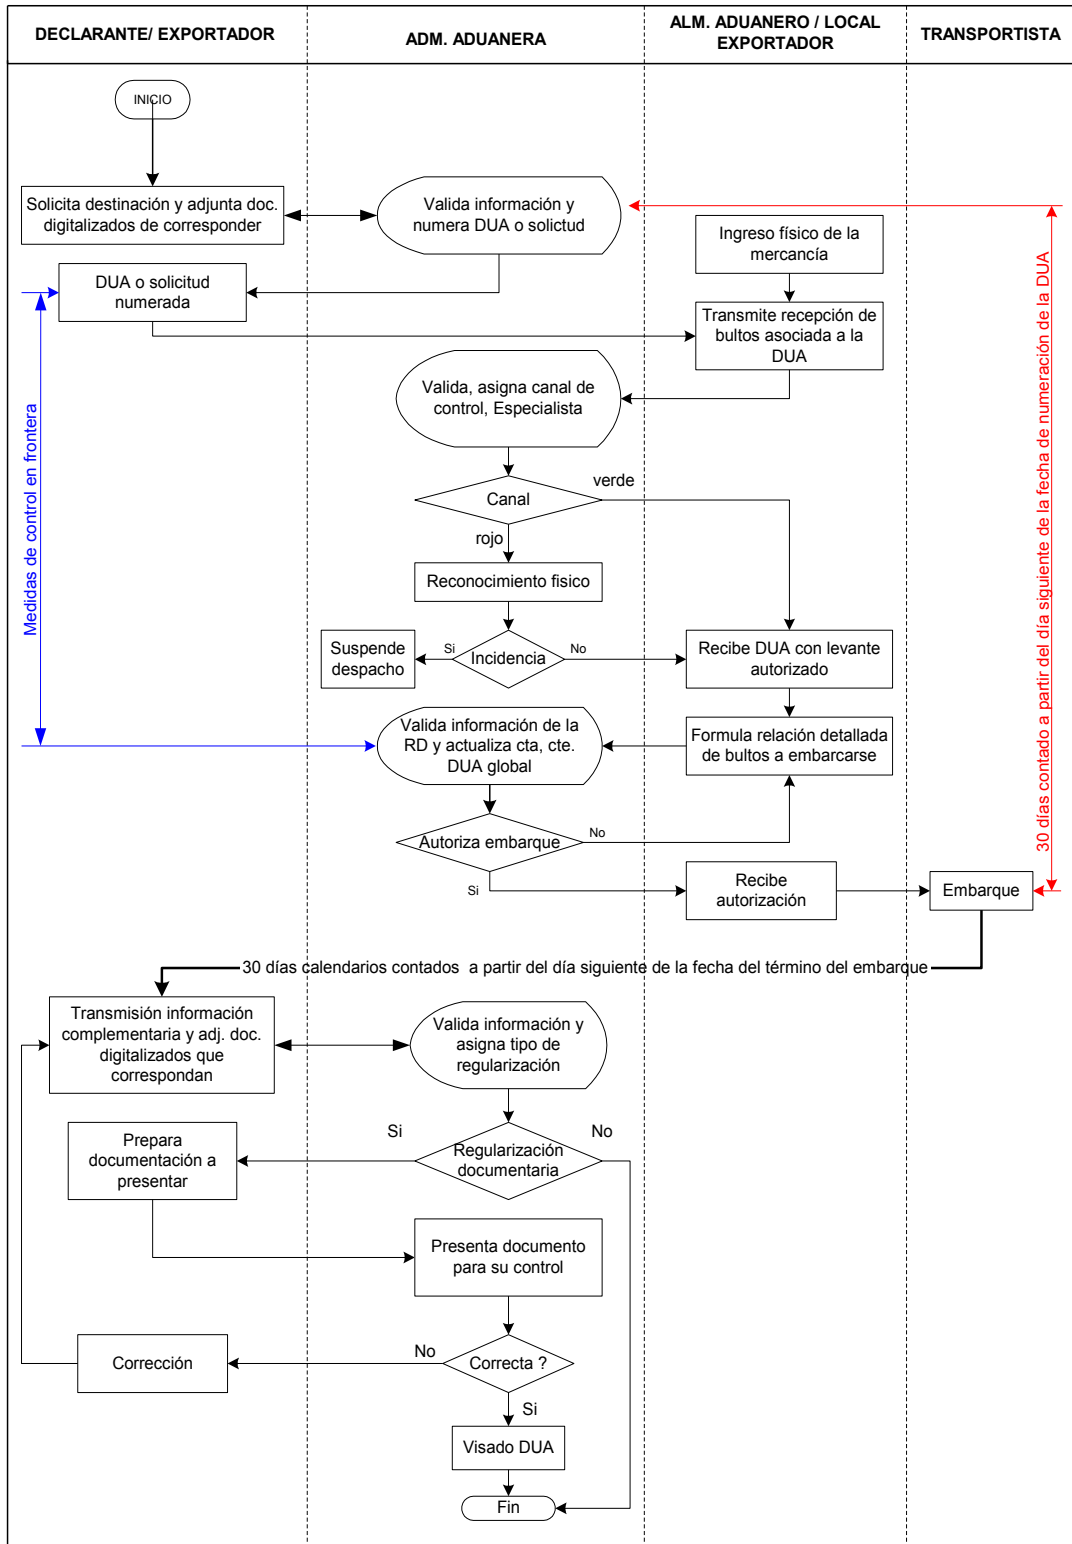 DECLARANTE/ EXPORTADOR
ADM. ADUANERA
ALM. ADUANERO / LOCAL
EXPORTADOR
TRANSPORTISTA
INICIO
Solicita destinación y adjunta doc.
digitalizados de corresponder
Valida información y
numera DUA o solictud
Ingreso físico de la
mercancía
DUA o solicitud
numerada
Transmite recepción de
bultos asociada a la
DUA
Valida, asigna canal de
control, Especialista
Canal
verde
rojo
Reconocimiento fisico
Suspende
despacho
Si
Incidencia
No
Recibe DUA con levante
autorizado
Medidas de control en frontera
30 días contado a partir del día siguiente de la fecha de numeración de la DUA
Valida información de la
RD y actualiza cta, cte.
DUA global
Formula relación detallada
de bultos a embarcarse
Autoriza embarque
No
Si
Recibe
autorización
Embarque
30 días calendarios contados  a partir del día siguiente de la fecha del término del embarque
Transmisión información
complementaria y adj. doc.
digitalizados que
correspondan
Valida información y
asigna tipo de
regularización
Si
No
Prepara
documentación a
presentar
Regularización
documentaria
Presenta documento
para su control
Corrección
No
Correcta ?
Si
Visado DUA
Fin